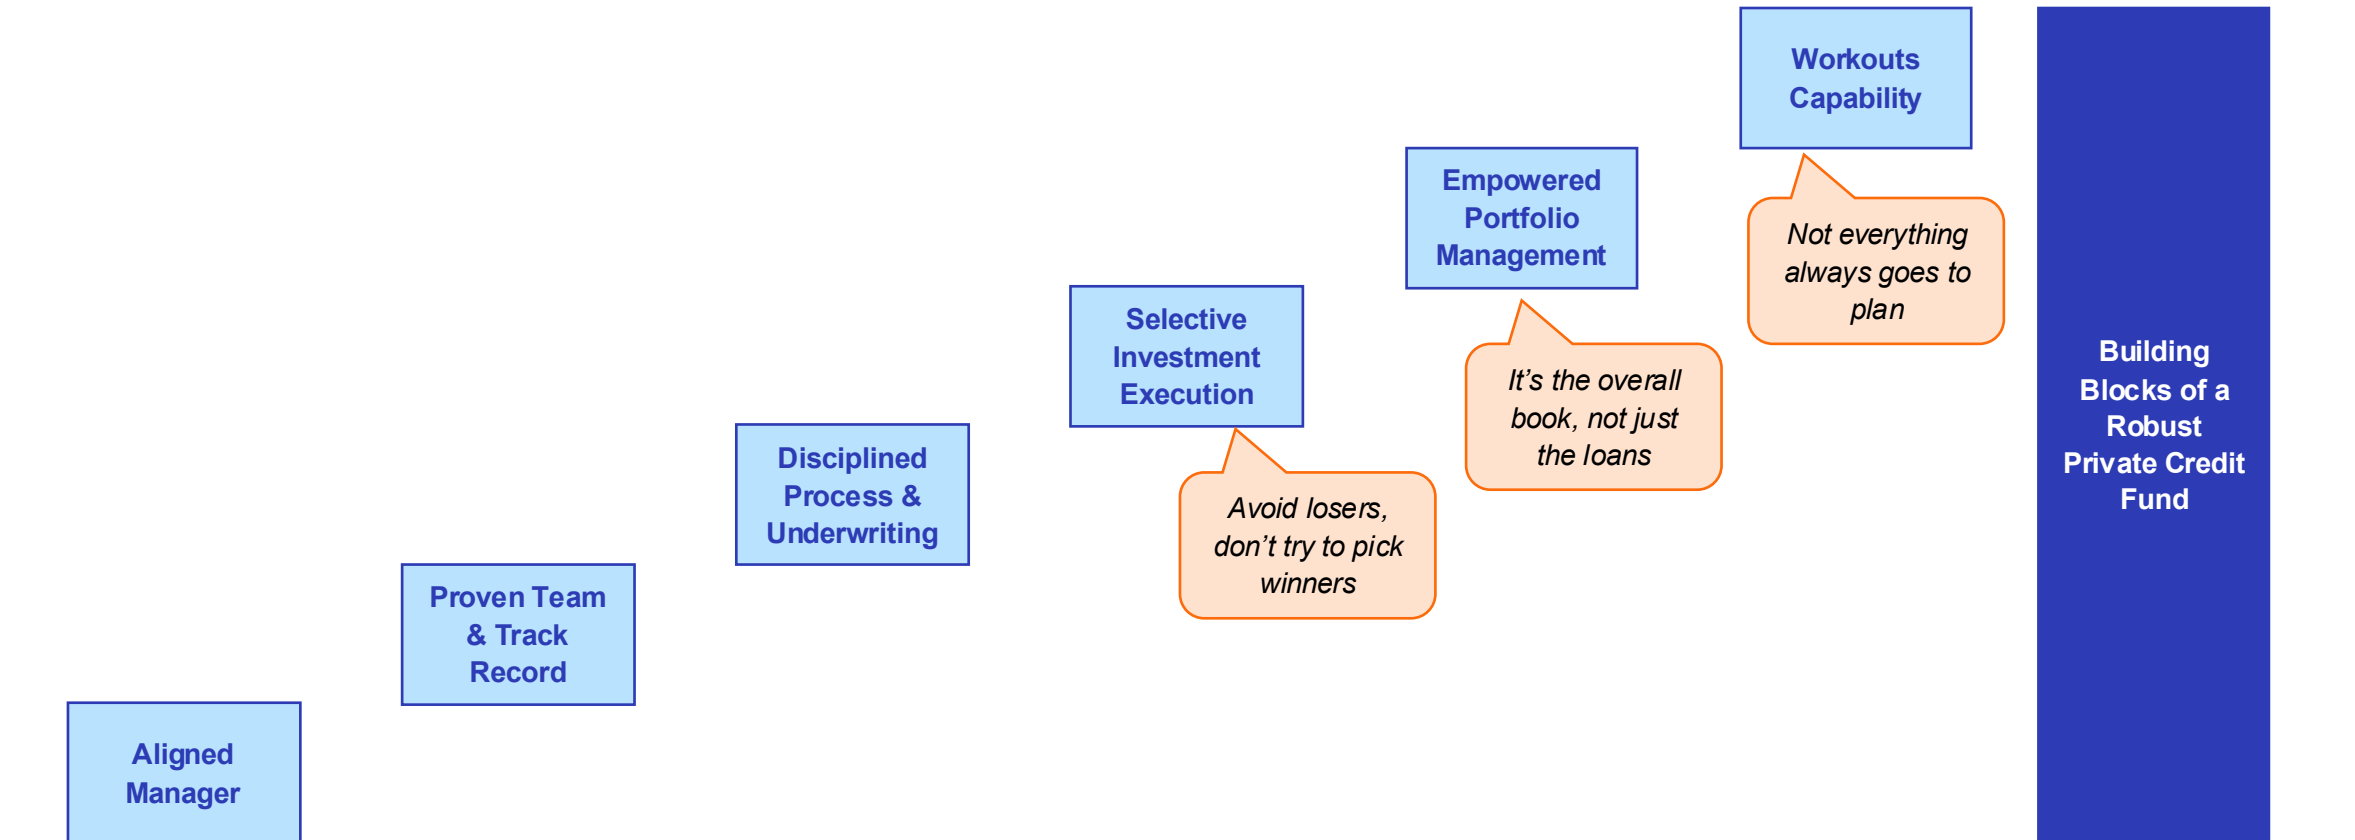 Workouts
Capability
Empowered
Portfolio
Management
Not everything
always goes to
plan
Selective
Investment
Execution
It’s the overall
book, not just
the loans
Building
Blocks of a
Robust
Private Credit
Fund
Disciplined
Process &
Underwriting
Avoid losers,
don’t try to pick
winners
Proven Team
& Track
Record
Aligned
Manager